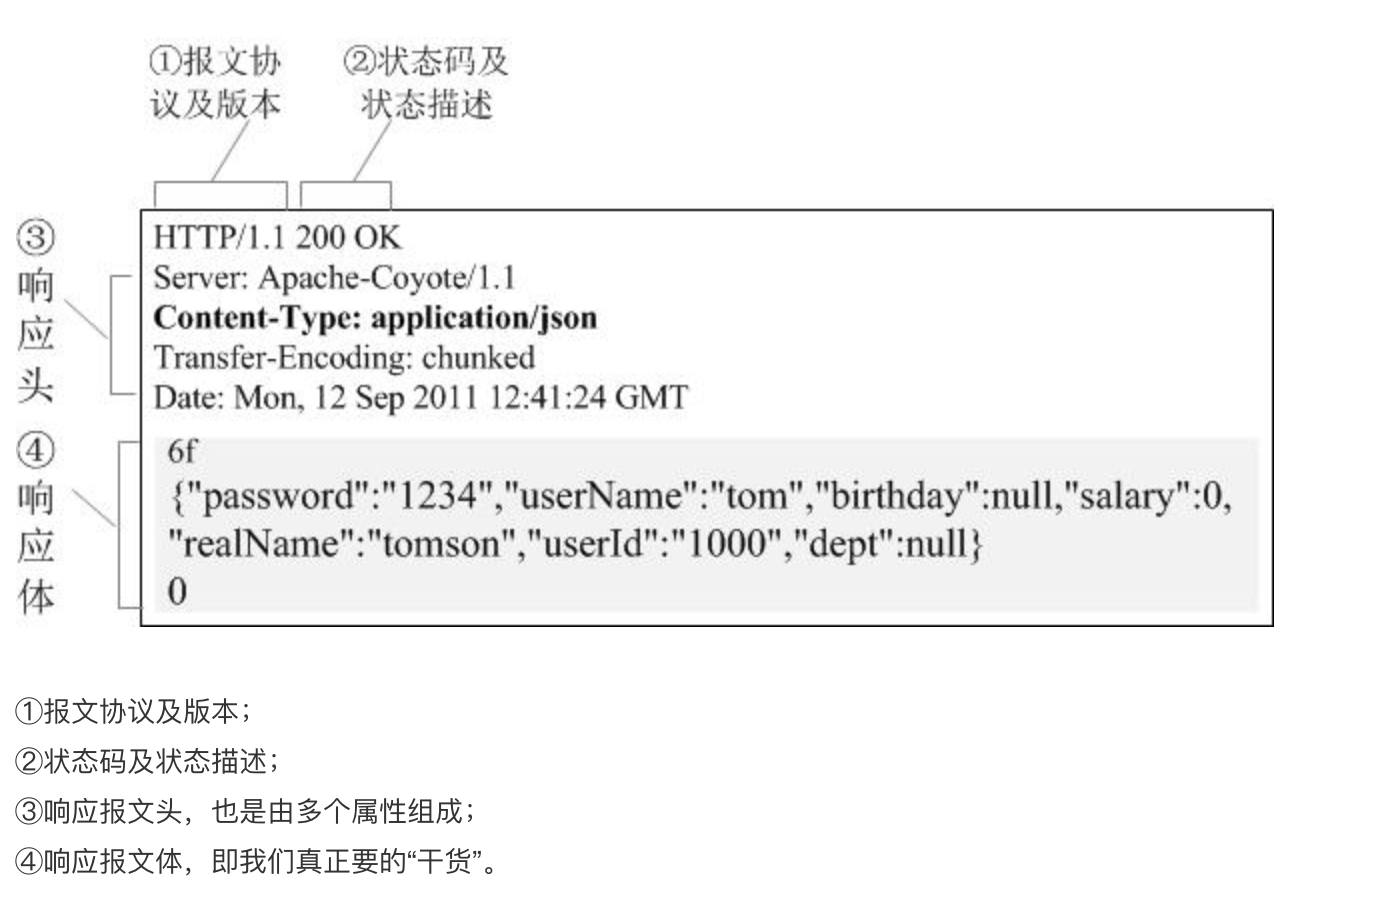 ①报文协
议及版本
②状态码及
状态描述
③
响
应
头
HTTP/1.1 200 OK
Server: Apache-Coyote/1.1
Content-Type: application/json
Transfer-Encoding: chunked
Date: Mon, 12 Sep 2011 12:41:24 GMT
④
响
应
体
6f
{"password":"1234","userName":"tom","birthday":null,"salary":0,
"realName":"tomson","userId":"1000","dept":null}
0
①报文协议及版本；
②状态码及状态描述；
③响应报文头，也是由多个属性组成；
④响应报文体，即我们真正要的“干货”。